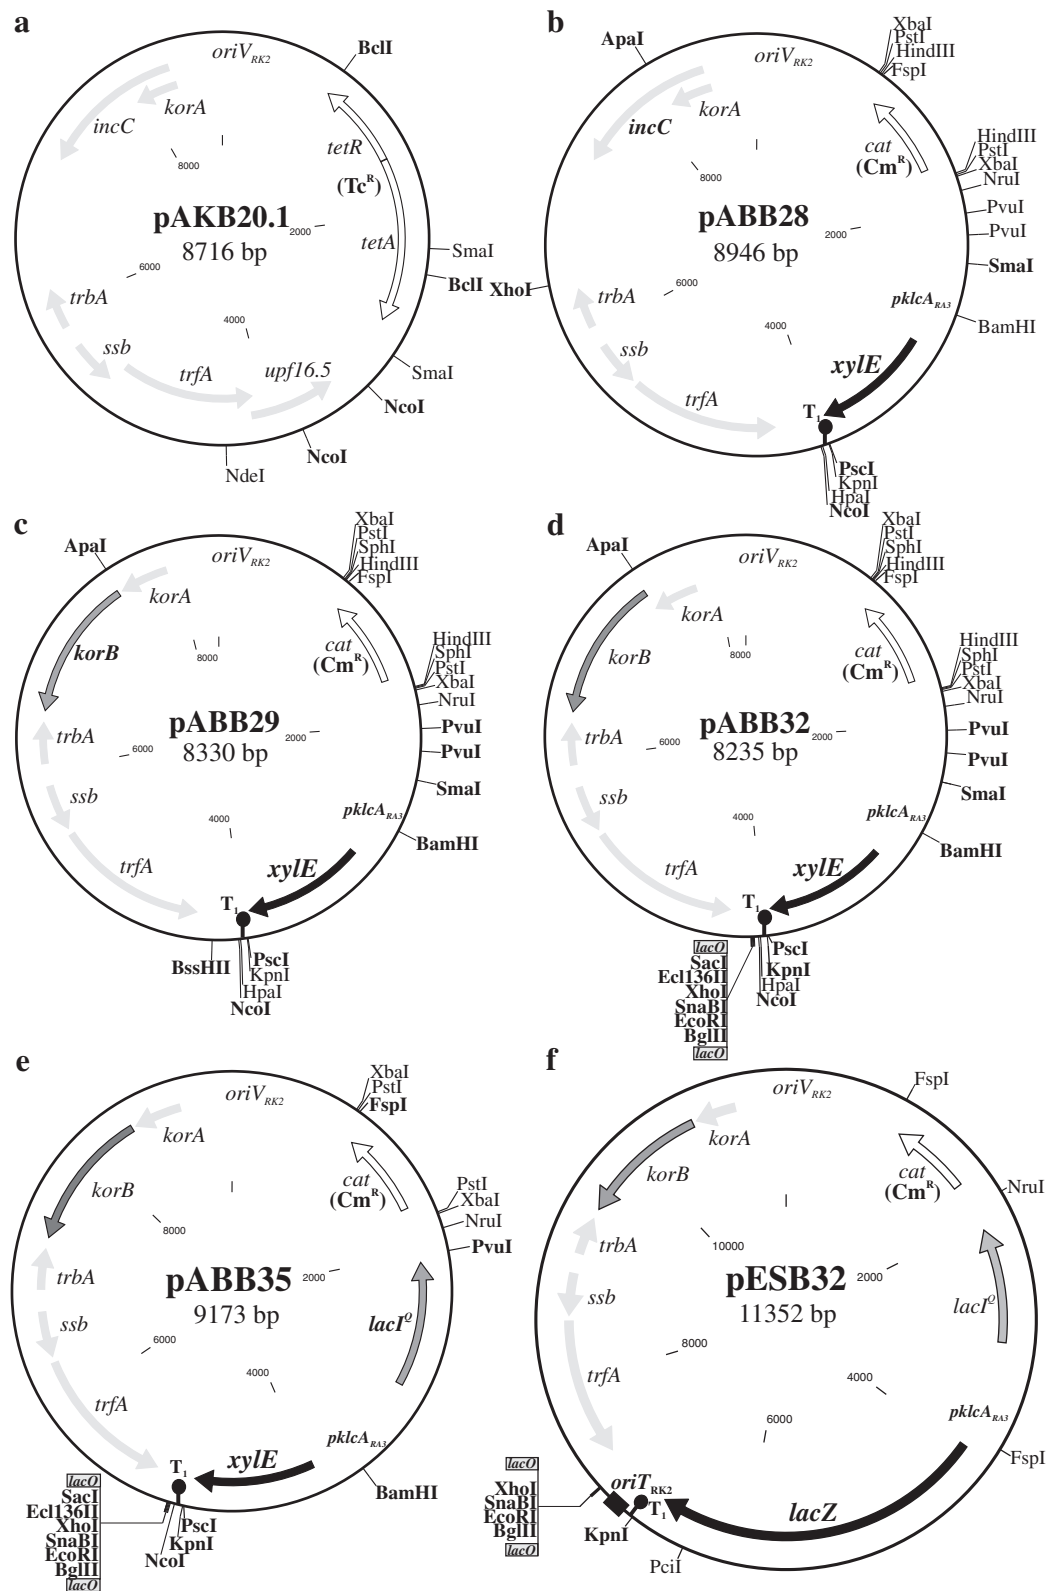 a
oriV RK2
BclI
korA
incC
tetR
(Tc R)
8000
pAKB20.1
8716 bp
2000
tetA
SmaI
6000
BclI
trbA
4000
ssb
trfA
upf16.5
SmaI
NcoI
NcoI
NdeI
b
ApaI
oriV RK2
XbaI
PstI
HindIII
FspI
korA
incC
cat
(Cm R)
HindIII
PstI
XbaI
NruI
8000
PvuI
pABB28
8946 bp
2000
PvuI
SmaI
XhoI
6000
trbA
pklcA RA3
4000
BamHI
ssb
xylE
trfA
T1
PscI
KpnI
HpaI
NcoI
c
ApaI
oriV RK2
XbaI
PstI
SphI
HindIII
FspI
korA
korB
8000
cat
(Cm R)
HindIII
SphI
PstI
XbaI
NruI
pABB29
8330 bp
PvuI
2000
trbA
6000
PvuI
SmaI
ssb
pklcA RA3
4000
BamHI
trfA
xylE
T1
BssHII
PscI
KpnI
HpaI
NcoI
d
ApaI
oriV RK2
XbaI
PstI
SphI
HindIII
FspI
korA
korB
8000
cat
(Cm R)
HindIII
SphI
PstI
XbaI
NruI
pABB32
8235 bp
PvuI
2000
trbA
6000
PvuI
SmaI
ssb
pklcA RA3
4000
BamHI
trfA
xylE
T1
lacO
SacI
Ecl136II
XhoI
SnaBI
EcoRI
BglII
lacO
PscI
KpnI
HpaI
NcoI
e
oriV RK2
XbaI
PstI
FspI
korA
korB
cat
(Cm R)
PstI
XbaI
NruI
PvuI
8000
trbA
pABB35
9173 bp
2000
ssb
lacI Q
6000
4000
trfA
pklcA RA3
xylE
T1
BamHI
lacO
SacI
Ecl136II
XhoI
SnaBI
EcoRI
BglII
lacO
PscI
KpnI
NcoI
f
oriV RK2
FspI
korA
korB
cat
(Cm R)
NruI
trbA
10000
pESB32
11352 bp
2000
ssb
lacI Q
8000
trfA
4000
pklcA RA3
6000
FspI
lacO
XhoI
SnaBI
EcoRI
BglII
lacO
oriT RK2
T1
lacZ
KpnI
PciI